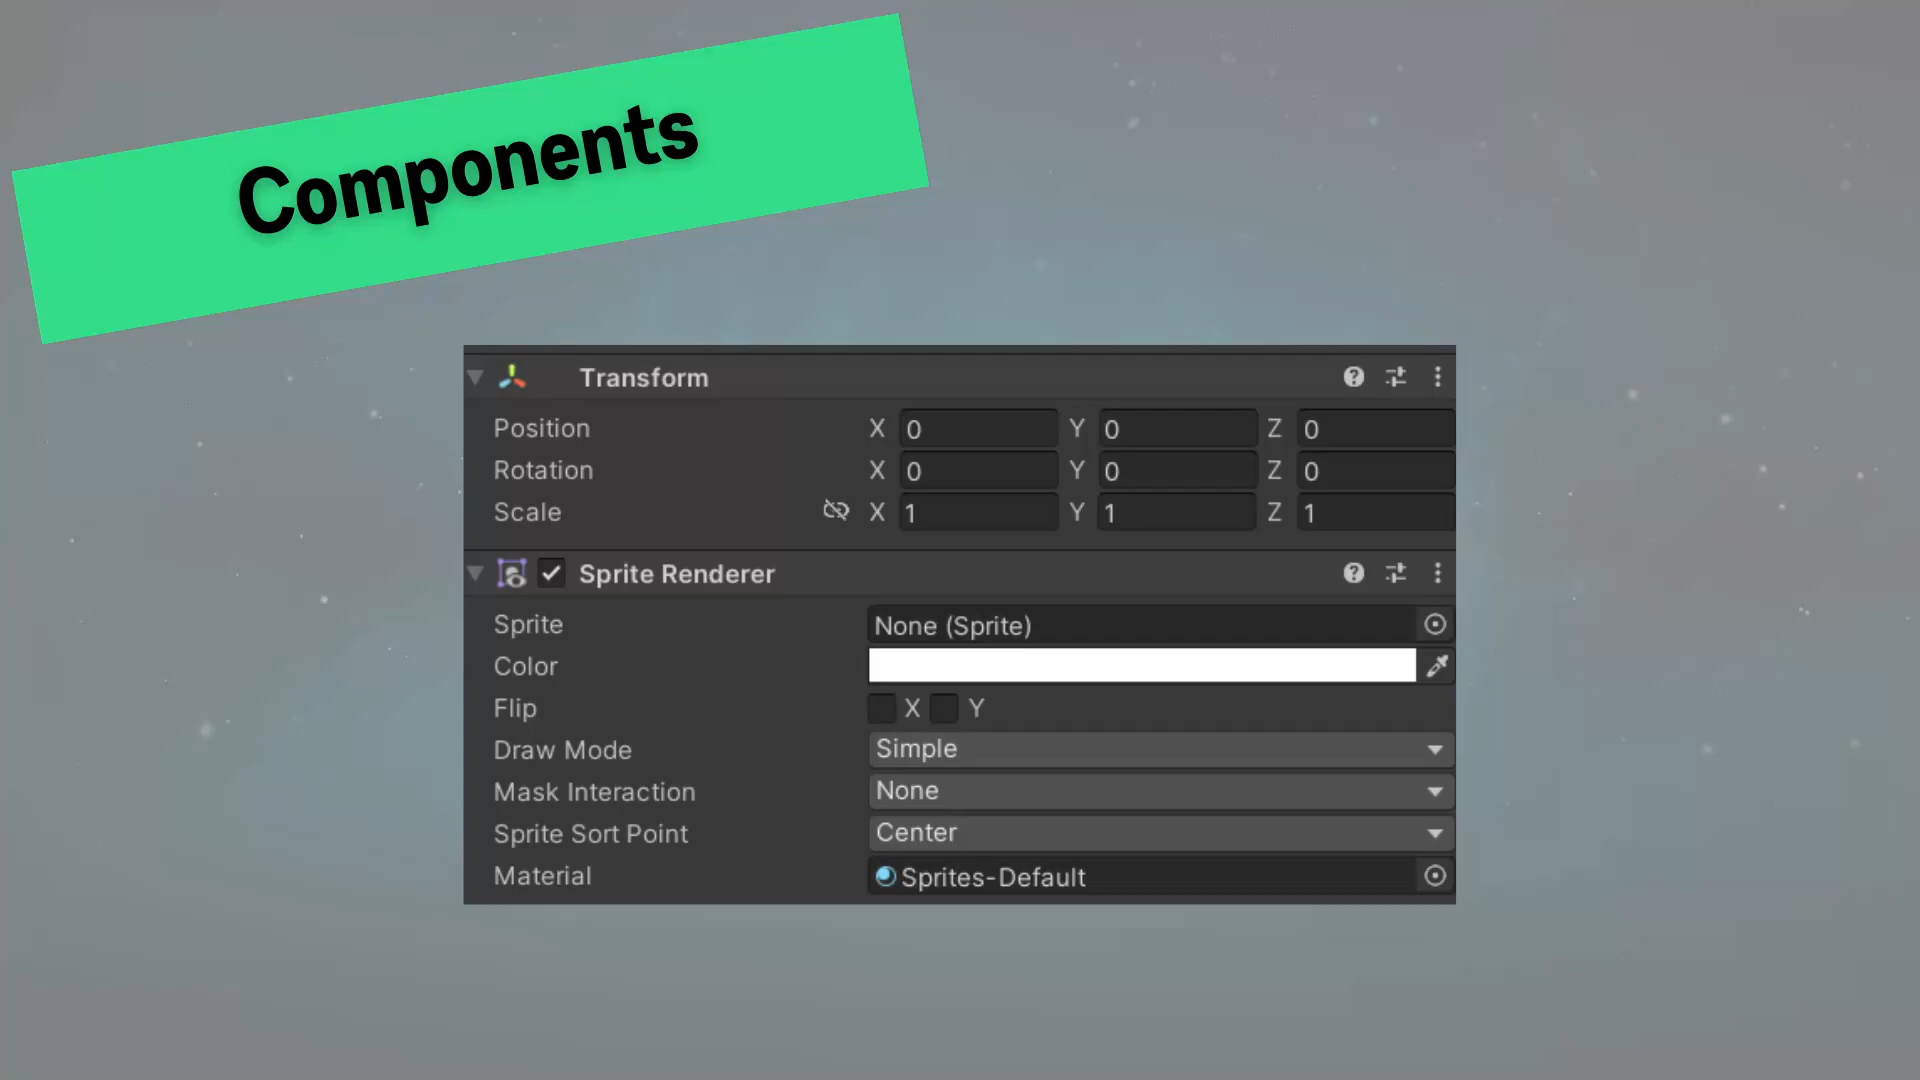 Components
Transform
Position X 0 Y 0 Z 0
Rotation X 0 Y 0 Z 0
Scale X 1 Y 1 Z 1
Sprite Renderer
Sprite None (Sprite)
Color
Flip X Y
Draw Mode Simple
Mask Interaction None
Sprite Sort Point Center
Material Sprites-Default